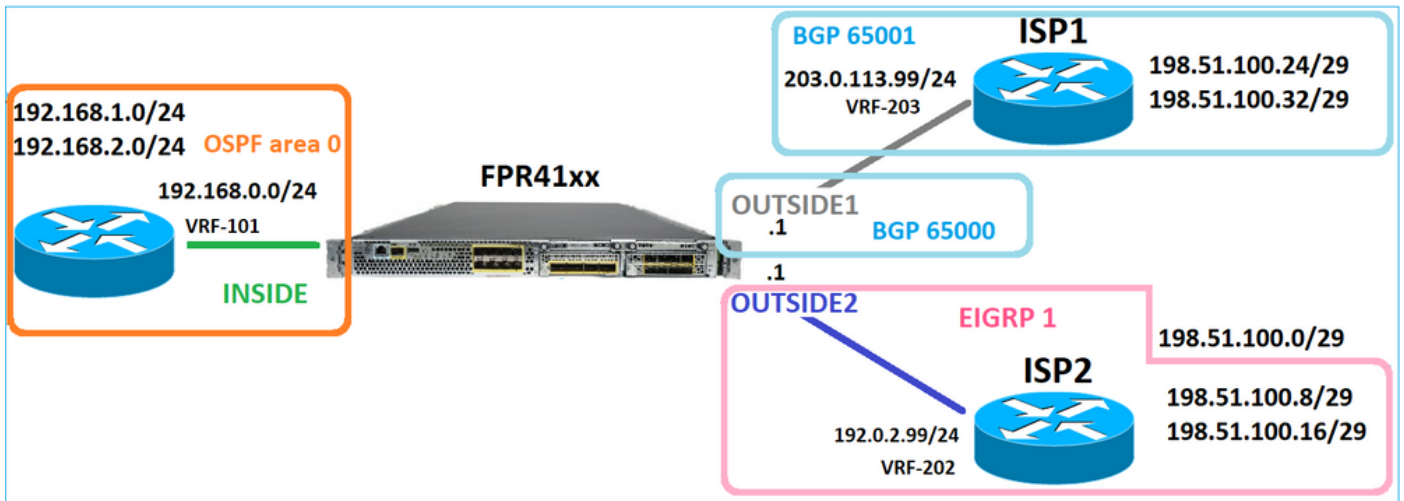 192.168.1.0/24
192.168.2.0/24
OSPF area 0
192.168.0.0/24
VRF-101
INSIDE
FPR41xx
BGP 65001
ISP1
203.0.113.99/24
VRF-203
198.51.100.24/29
198.51.100.32/29
OUTSIDE1
.1
BGP 65000
.1
OUTSIDE2
EIGRP 1
198.51.100.0/29
ISP2
198.51.100.8/29
198.51.100.16/29
192.0.2.99/24
VRF-202